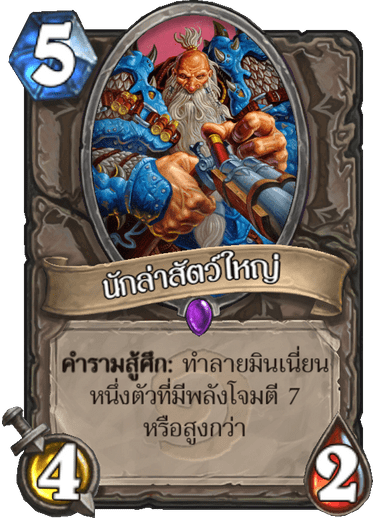 5
นักล่าสัตว์ใหญ่
คำรามสู้ศึก: ทำลายมินเนี่ยน
หนึ่งตัวที่มีพลังโจมตี 7
หรือสูงกว่า
4
2